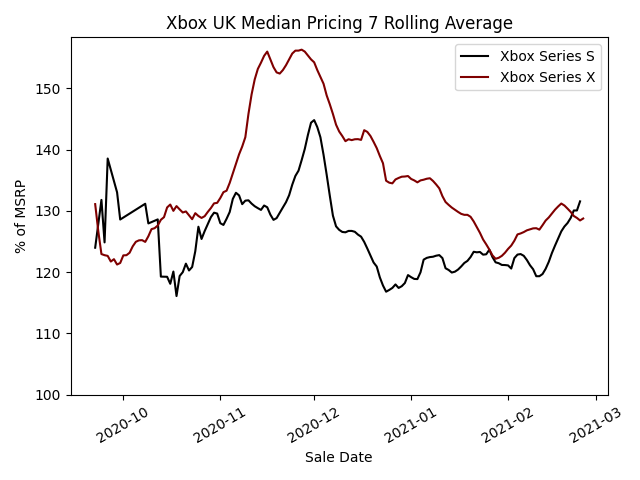 Xbox UK Median Pricing 7 Rolling Average
Xbox Series S
Xbox Series X
% of MSRP
150
140
130
120
110
100
2020-10
2020-11
2020-12
2021-01
2021-02
2021-03
Sale Date